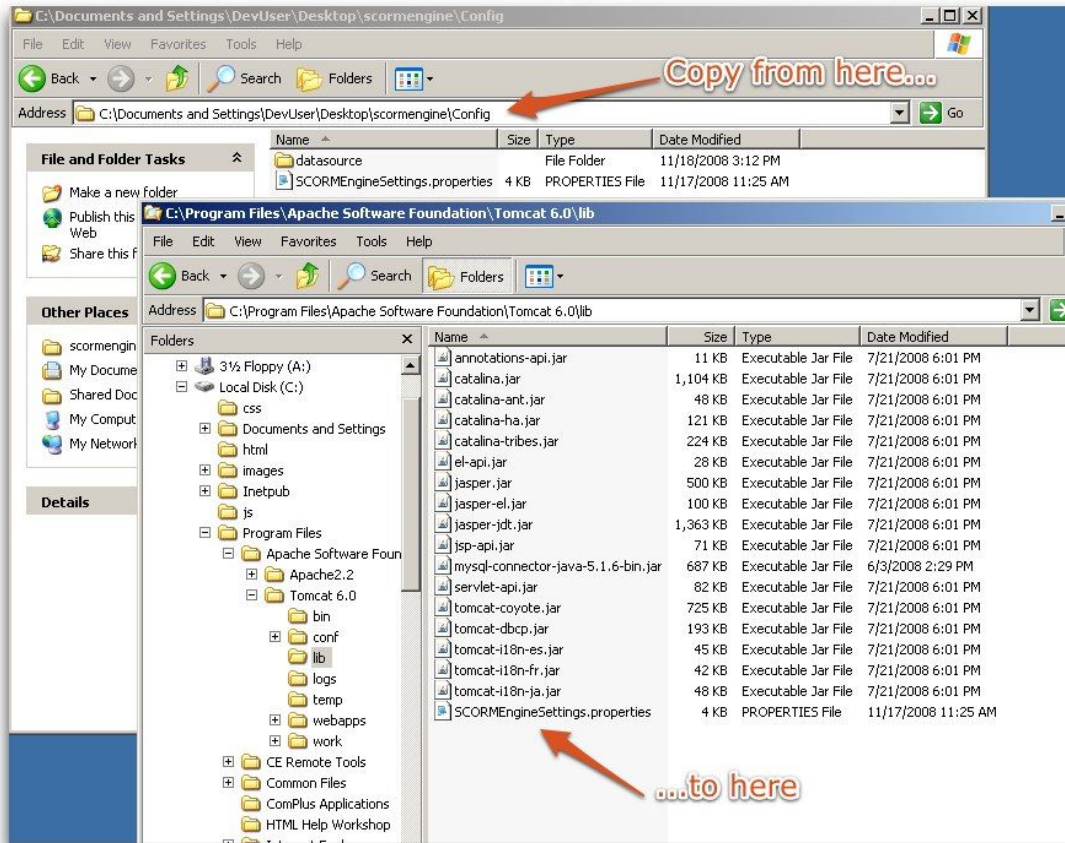 C:\Documents and Settings\DevUser\Desktop\scormengine\Config
File Edit View Favorites Tools Help
Back Search Folders
Copy from here...
Address C:\Documents and Settings\DevUser\Desktop\scormengine\Config Go
Name Size Type Date Modified
File and Folder Tasks
datasource File Folder 11/18/2008 3:12 PM
SCORMEngineSettings.properties 4 KB PROPERTIES File 11/17/2008 11:25 AM
Make a new folder
Publish this
Web
Share this f
Other Places
scormengin
My Docume
Shared Doc
My Comput
My Network
Details
C:\Program Files\Apache Software Foundation\Tomcat 6.0\lib
File Edit View Favorites Tools Help
Back Search Folders
Address C:\Program Files\Apache Software Foundation\Tomcat 6.0\lib
Folders
3½ Floppy (A:)
Local Disk (C:)
css
Documents and Settings
html
images
Inetpub
js
Program Files
Apache Software Foun
Apache2.2
Tomcat 6.0
bin
conf
lib
logs
temp
webapps
work
CE Remote Tools
Common Files
ComPlus Applications
HTML Help Workshop
Name Size Type Date Modified
annotations-api.jar 11 KB Executable Jar File 7/21/2008 6:01 PM
catalina.jar 1,104 KB Executable Jar File 7/21/2008 6:01 PM
catalina-ant.jar 48 KB Executable Jar File 7/21/2008 6:01 PM
catalina-ha.jar 121 KB Executable Jar File 7/21/2008 6:01 PM
catalina-tribes.jar 224 KB Executable Jar File 7/21/2008 6:01 PM
el-api.jar 28 KB Executable Jar File 7/21/2008 6:01 PM
jasper.jar 500 KB Executable Jar File 7/21/2008 6:01 PM
jasper-el.jar 100 KB Executable Jar File 7/21/2008 6:01 PM
jasper-jdt.jar 1,363 KB Executable Jar File 7/21/2008 6:01 PM
jsp-api.jar 71 KB Executable Jar File 7/21/2008 6:01 PM
mysql-connector-java-5.1.6-bin.jar 687 KB Executable Jar File 6/3/2008 2:29 PM
servlet-api.jar 82 KB Executable Jar File 7/21/2008 6:01 PM
tomcat-coyote.jar 725 KB Executable Jar File 7/21/2008 6:01 PM
tomcat-dbcp.jar 193 KB Executable Jar File 7/21/2008 6:01 PM
tomcat-i18n-es.jar 45 KB Executable Jar File 7/21/2008 6:01 PM
tomcat-i18n-fr.jar 42 KB Executable Jar File 7/21/2008 6:01 PM
tomcat-i18n-ja.jar 48 KB Executable Jar File 7/21/2008 6:01 PM
SCORMEngineSettings.properties 4 KB PROPERTIES File 11/17/2008 11:25 AM
...to here